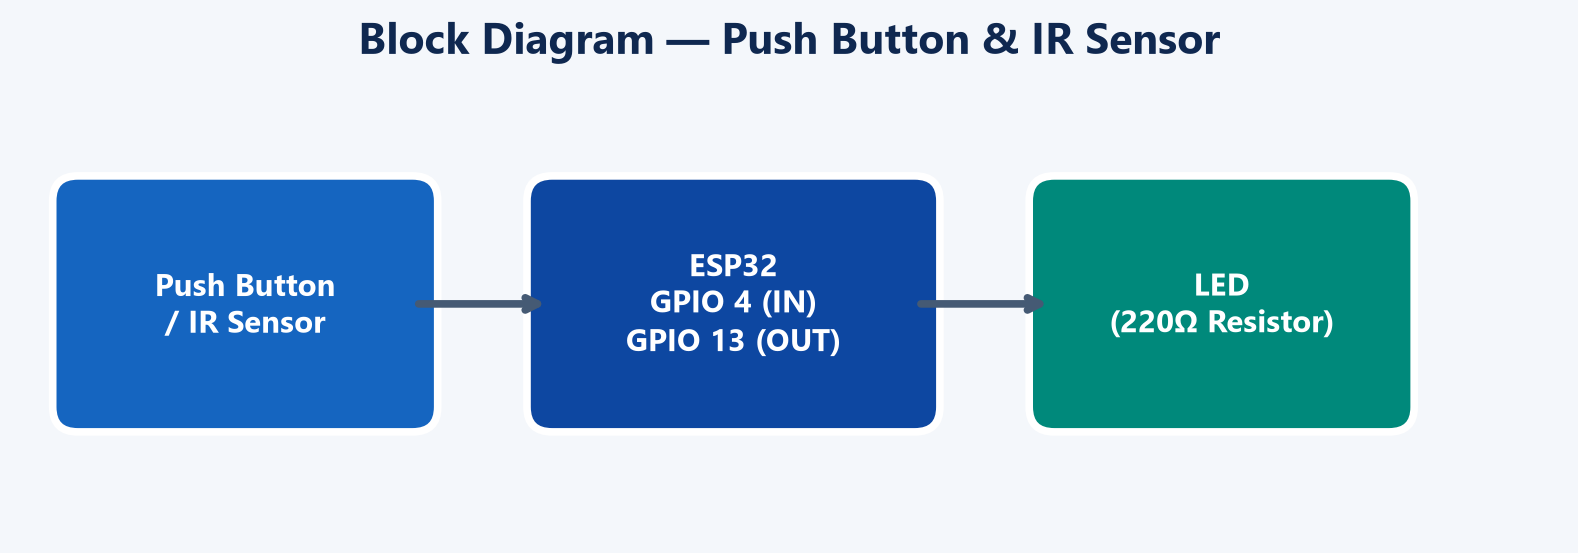 Block Diagram — Push Button & IR Sensor
Push Button
/ IR Sensor
ESP32
GPIO 4 (IN)
GPIO 13 (OUT)
LED
(220Ω Resistor)